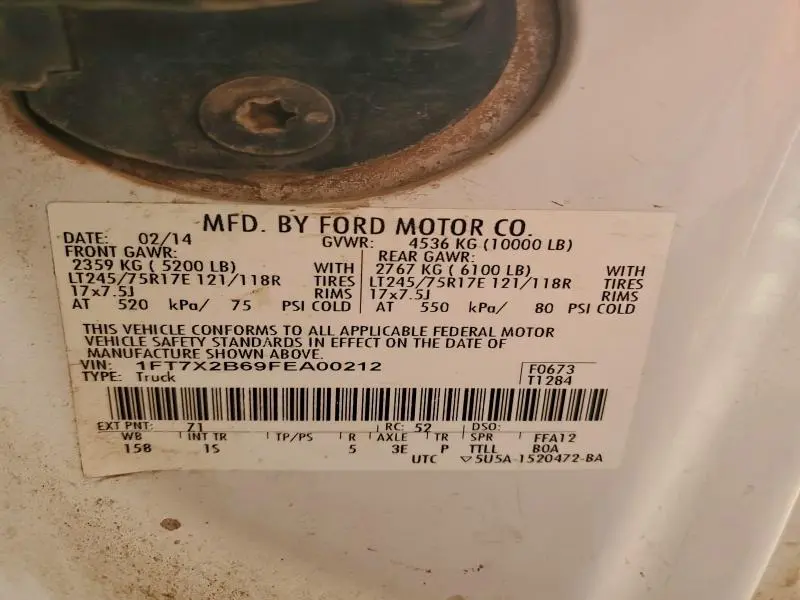 MFD. BY FORD MOTOR CO.
DATE: 02/14 GVWR: 4536 KG (10000 LB)
FRONT GAWR: REAR GAWR:
2359 KG ( 5200 LB) WITH 2767 KG ( 6100 LB) WITH
LT245/75R17E 121/118R TIRES LT245/75R17E 121/118R TIRES
17x7.5J RIMS 17x7.5J RIMS
AT 520 kPa/ 75 PSI COLD AT 550 kPa/ 80 PSI COLD
THIS VEHICLE CONFORMS TO ALL APPLICABLE FEDERAL MOTOR
VEHICLE SAFETY STANDARDS IN EFFECT ON THE DATE OF
MANUFACTURE SHOWN ABOVE.
VIN: 1FT7X2B69FEA00212 F0673
TYPE: Truck T1284
EXT PNT: 71 RC: 52 DSO:
WB INT TR TP/PS R AXLE TR SPR FFA12
158 1S 5 3E P TTLL BOA
UTC ▽5U5A-1520472-BA